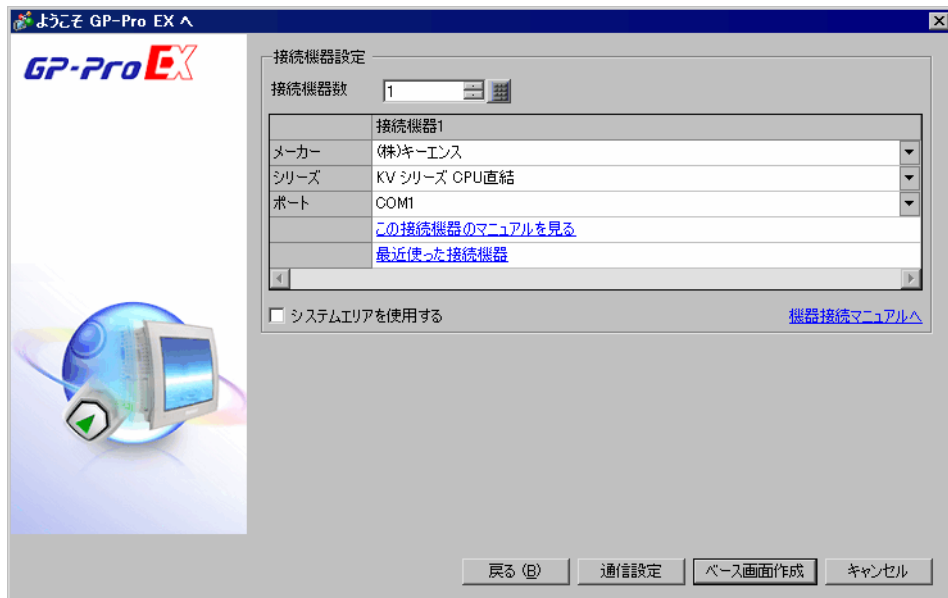 ようこそ GP-Pro EX へ
GP-Pro EX
接続機器設定
接続機器数 1
接続機器1
メーカー (株)キーエンス
シリーズ KV シリーズ CPU直結
ポート COM1
この接続機器のマニュアルを見る
最近使った接続機器
システムエリアを使用する 機器接続マニュアルへ
戻る (B) 通信設定 ベース画面作成 キャンセル